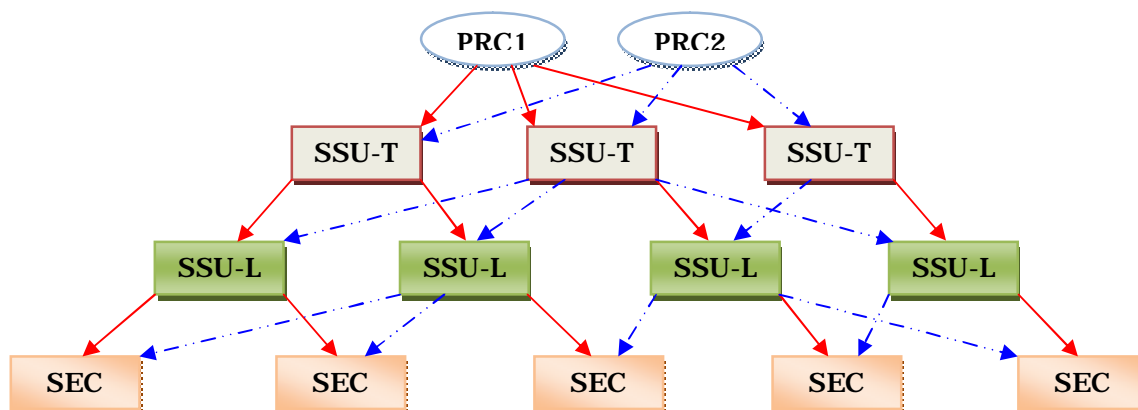 PRC1 PRC2
SSU-T SSU-T SSU-T
SSU-L SSU-L SSU-L SSU-L
SEC SEC SEC SEC SEC